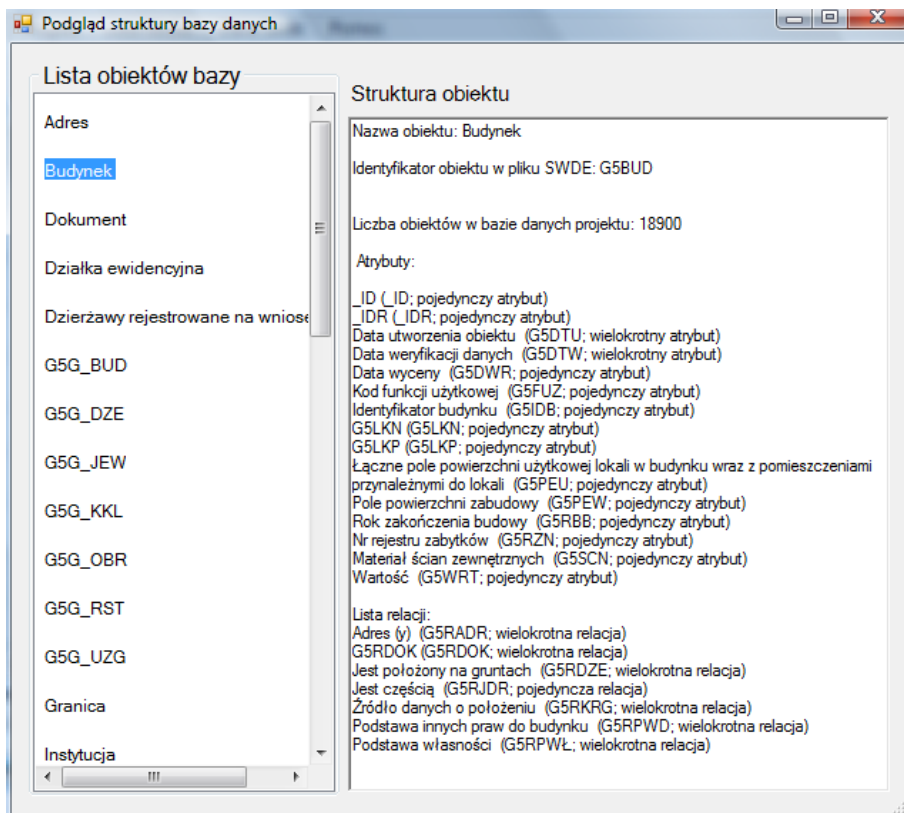 Podgląd struktury bazy danych
Pomoc
Lista obiektów bazy
Adres
Budynek
Dokument
Działka ewidencyjna
Dzierżawy rejestrowane na wniose
G5G_BUD
G5G_DZE
G5G_JEW
G5G_KKL
G5G_OBR
G5G_RST
G5G_UZG
Granica
Instytucja
Struktura obiektu
Nazwa obiektu: Budynek
Identyfikator obiektu w pliku SWDE: G5BUD
Liczba obiektów w bazie danych projektu: 18900
Atrybuty:
_ID (_ID; pojedynczy atrybut)
_IDR (_IDR; pojedynczy atrybut)
Data utworzenia obiektu (G5DTU; wielokrotny atrybut)
Data weryfikacji danych (G5DTW; wielokrotny atrybut)
Data wyceny (G5DWR; pojedynczy atrybut)
Kod funkcji użytkowej (G5FUZ; pojedynczy atrybut)
Identyfikator budynku (G5IDB; pojedynczy atrybut)
G5LKN (G5LKN; pojedynczy atrybut)
G5LKP (G5LKP; pojedynczy atrybut)
Łączne pole powierzchni użytkowej lokali w budynku wraz z pomieszczeniami
przynależnymi do lokali (G5PEU; pojedynczy atrybut)
Pole powierzchni zabudowy (G5PEW; pojedynczy atrybut)
Rok zakończenia budowy (G5RBB; pojedynczy atrybut)
Nr rejestru zabytków (G5RZN; pojedynczy atrybut)
Materiał ścian zewnętrznych (G5SCN; pojedynczy atrybut)
Wartość (G5WRT; pojedynczy atrybut)
Lista relacji:
Adres (y) (G5RADR; wielokrotna relacja)
G5RDOK (G5RDOK; wielokrotna relacja)
Jest położony na gruntach (G5RDZE; wielokrotna relacja)
Jest częścią (G5RJDR; pojedyncza relacja)
Źródło danych o położeniu (G5RKRG; wielokrotna relacja)
Podstawa innych praw do budynku (G5RPWD; wielokrotna relacja)
Podstawa własności (G5RPWŁ; wielokrotna relacja)